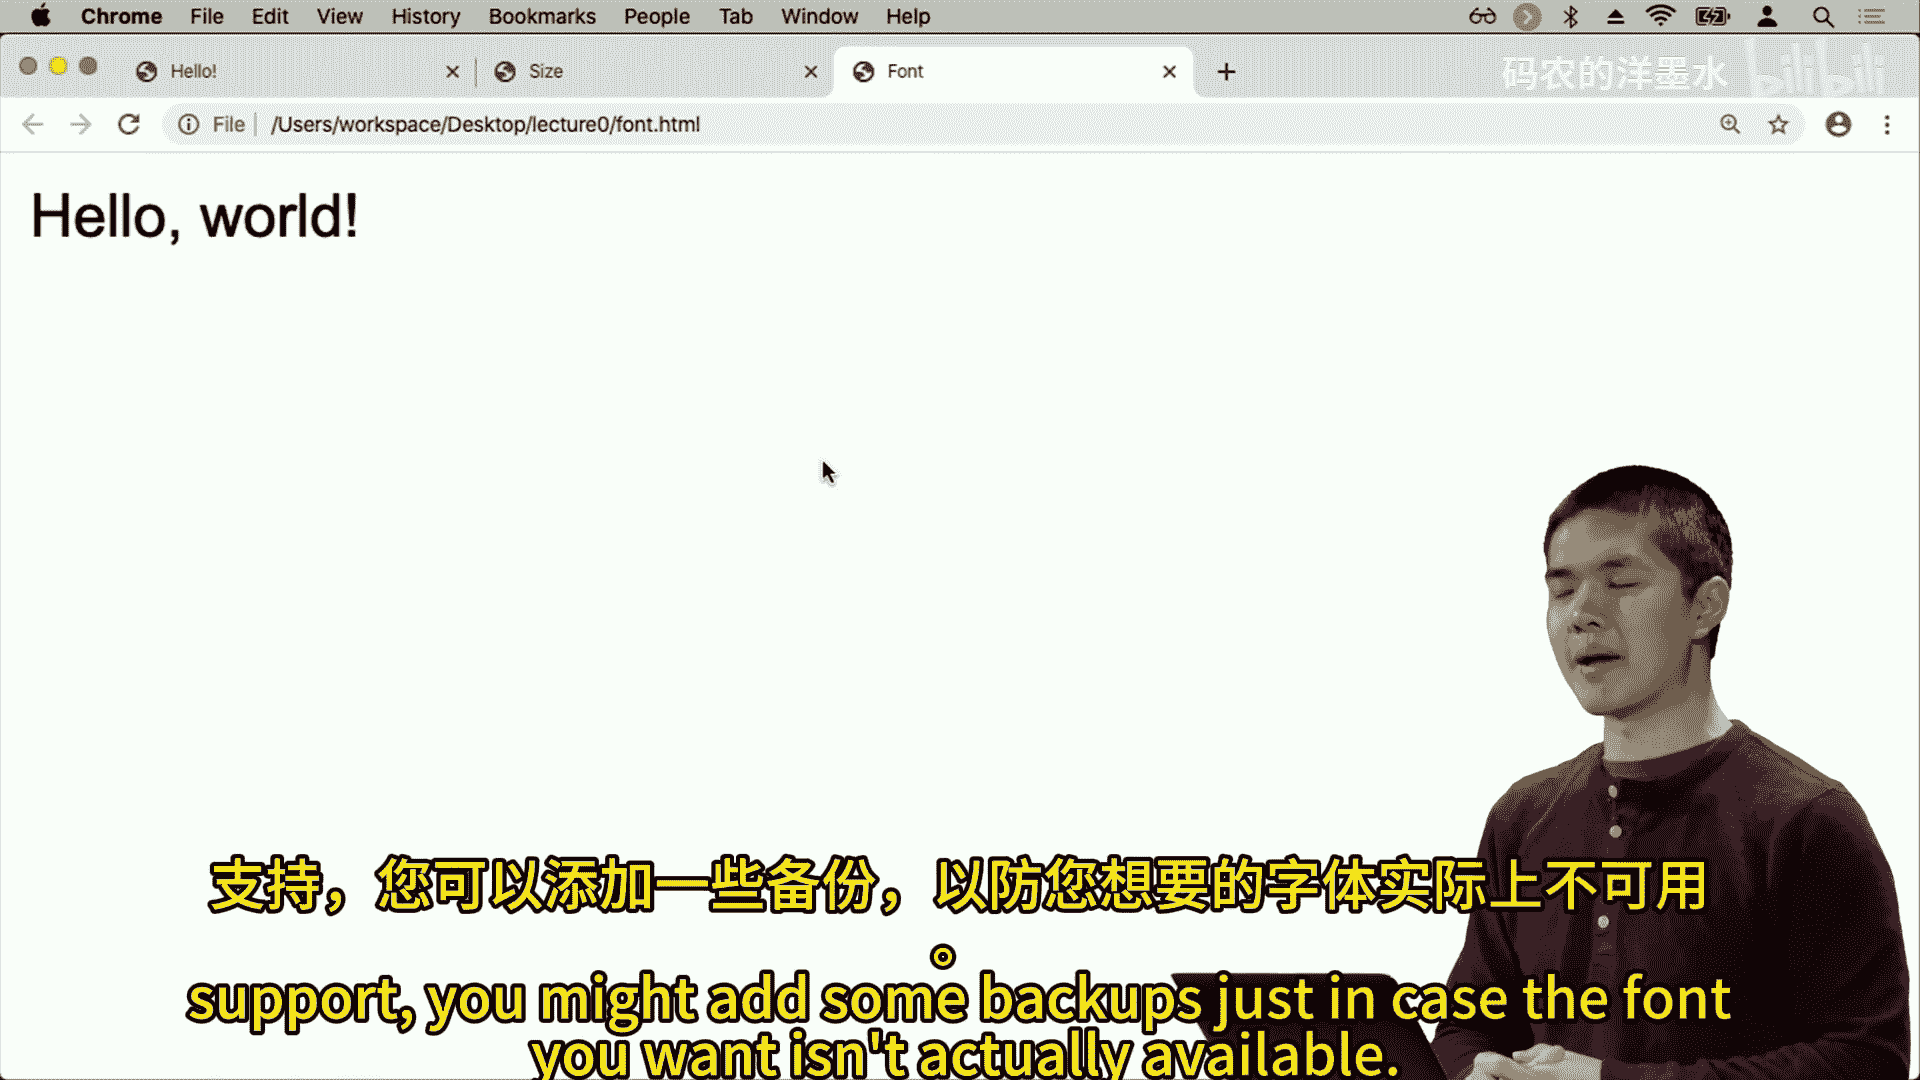 Chrome File Edit View History Bookmarks People Tab Window Help
Hello! Size Font
码农的洋墨水 bilibili
File /Users/workspace/Desktop/lecture0/font.html
Hello, world!
支持，您可以添加一些备份，以防您想要的字体实际上不可用
。
support, you might add some backups just in case the font
you want isn't actually available.